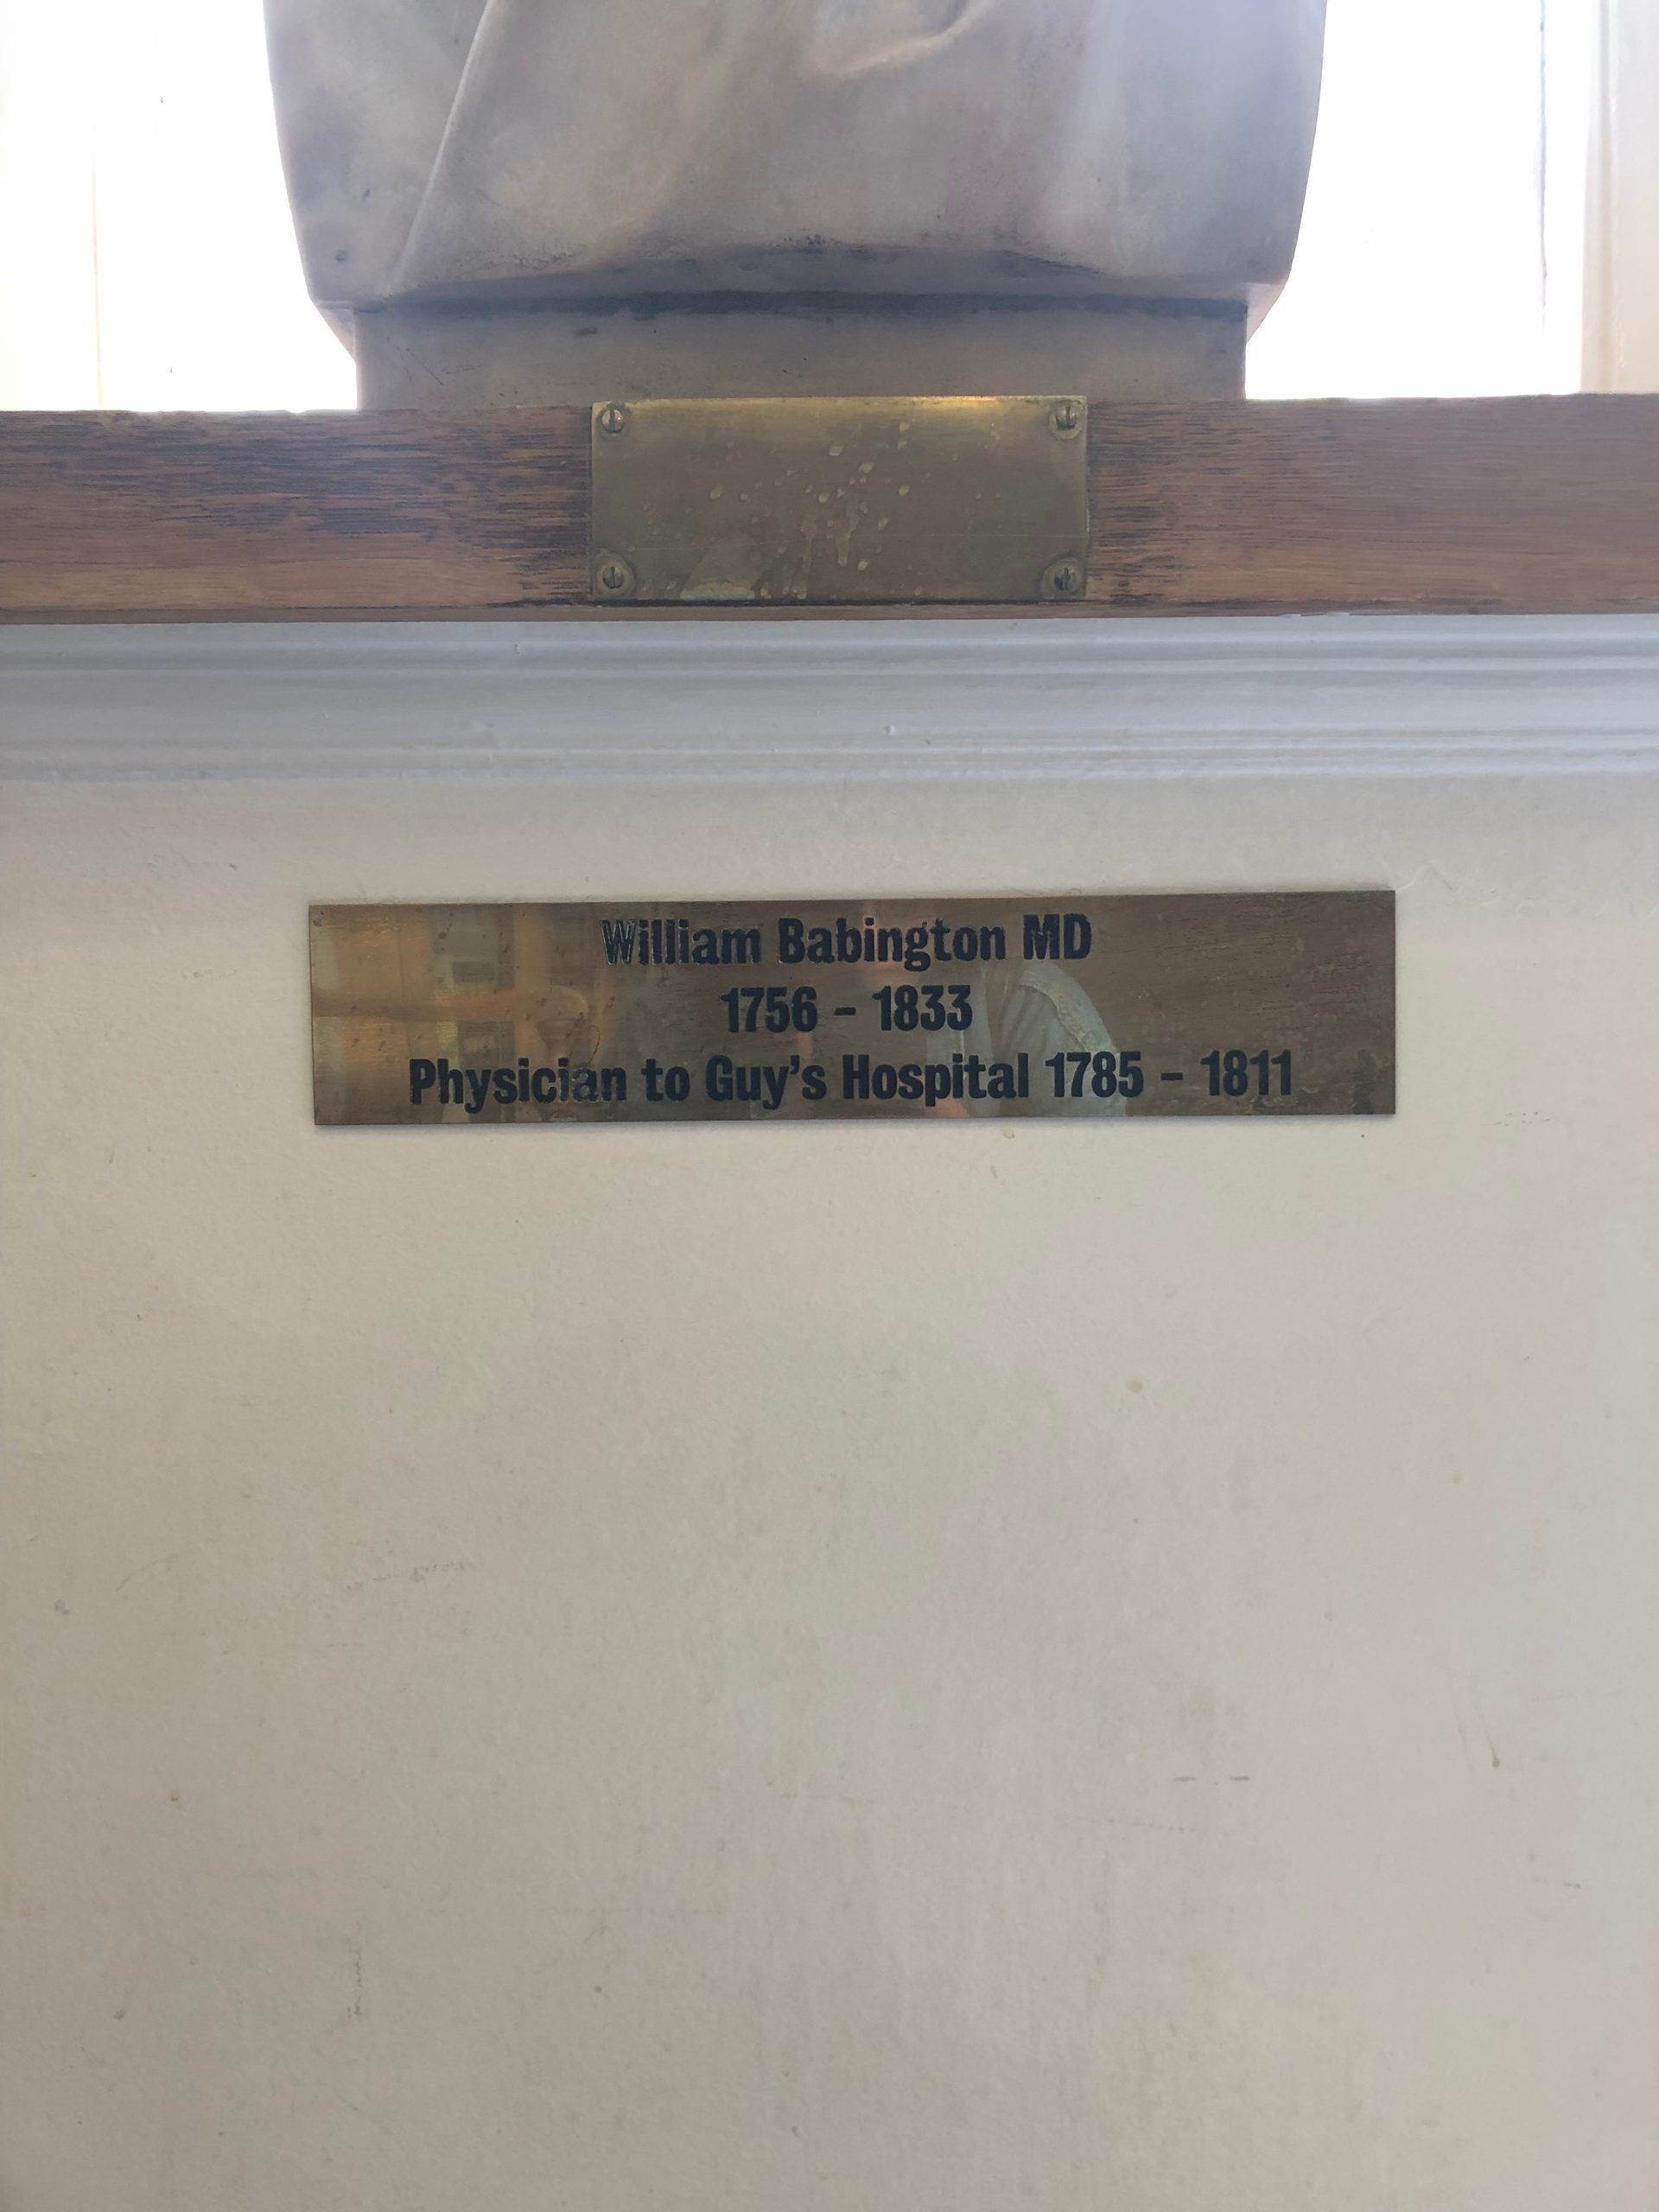 William Babington MD
1756 – 1833
Physician to Guy's Hospital 1785 – 1811